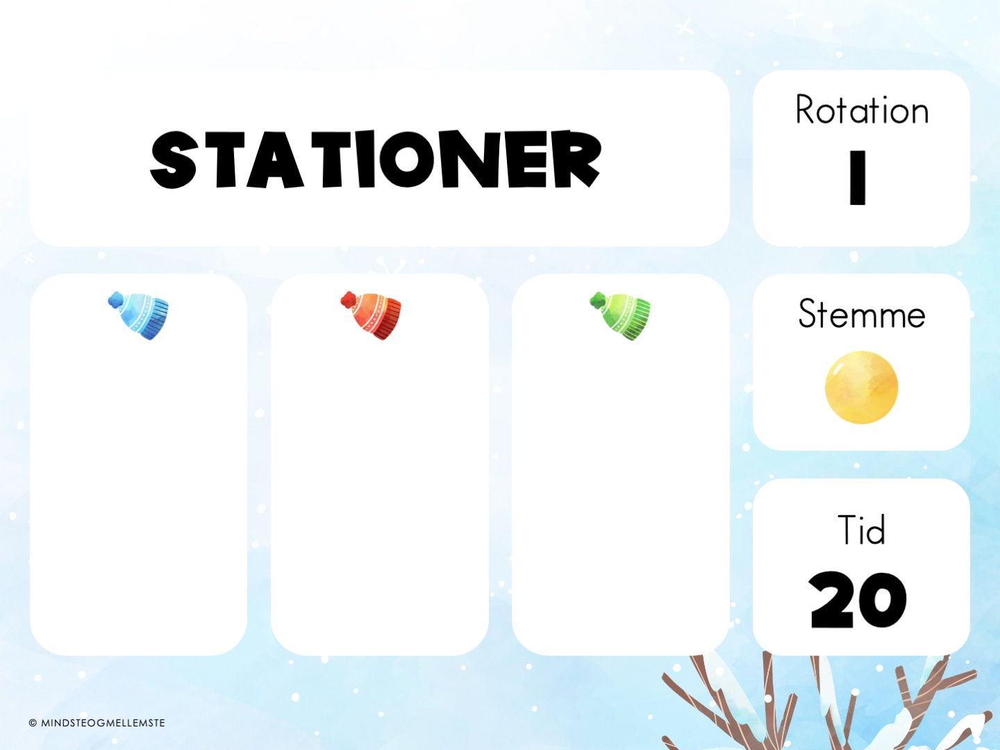 STATIONER
Rotation
1
Stemme
Tid
20
© MINDSTEOGMELLEMSTE